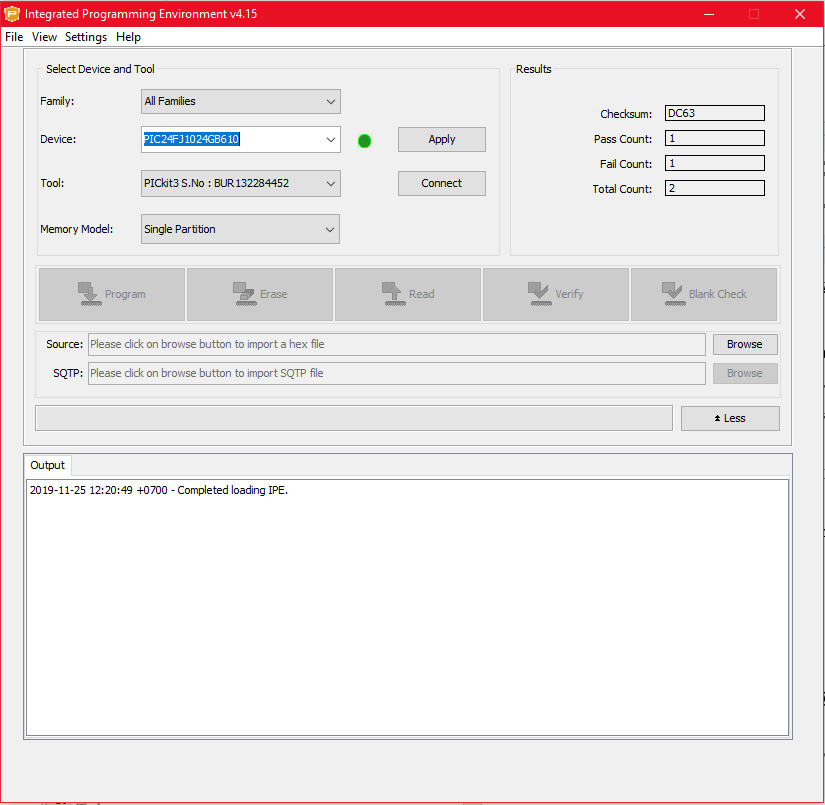 Integrated Programming Environment v4.15
File View Settings Help
Select Device and Tool
Family: All Families
Device: PIC24FJ1024GB610 Apply
Tool: PICkit3 S.No : BUR132284452 Connect
Memory Model: Single Partition
Results
Checksum: DC63
Pass Count: 1
Fail Count: 1
Total Count: 2
Program Erase Read Verify Blank Check
Source: Please click on browse button to import a hex file Browse
SQTP: Please click on browse button to import SQTP file Browse
Less
Output
2019-11-25 12:20:49 +0700 - Completed loading IPE.